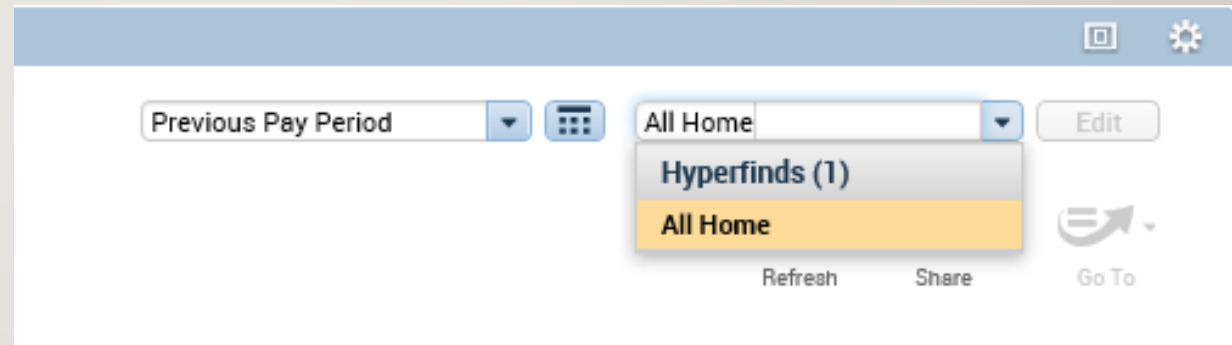 Previous Pay Period All Home Edit
Hyperfinds (1)
All Home
Refresh Share Go To